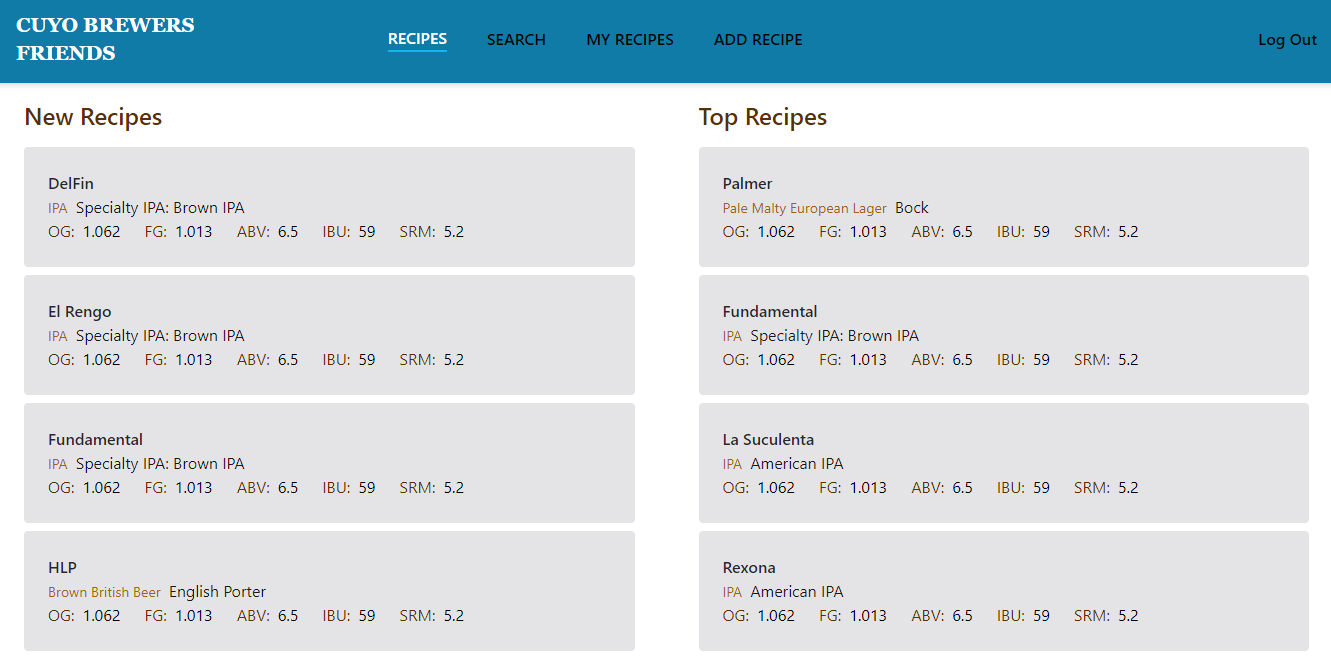 CUYO BREWERS
FRIENDS
RECIPES SEARCH MY RECIPES ADD RECIPE Log Out
New Recipes
DelFin
IPA Specialty IPA: Brown IPA
OG: 1.062 FG: 1.013 ABV: 6.5 IBU: 59 SRM: 5.2
El Rengo
IPA Specialty IPA: Brown IPA
OG: 1.062 FG: 1.013 ABV: 6.5 IBU: 59 SRM: 5.2
Fundamental
IPA Specialty IPA: Brown IPA
OG: 1.062 FG: 1.013 ABV: 6.5 IBU: 59 SRM: 5.2
HLP
Brown British Beer English Porter
OG: 1.062 FG: 1.013 ABV: 6.5 IBU: 59 SRM: 5.2
Top Recipes
Palmer
Pale Malty European Lager Bock
OG: 1.062 FG: 1.013 ABV: 6.5 IBU: 59 SRM: 5.2
Fundamental
IPA Specialty IPA: Brown IPA
OG: 1.062 FG: 1.013 ABV: 6.5 IBU: 59 SRM: 5.2
La Suculenta
IPA American IPA
OG: 1.062 FG: 1.013 ABV: 6.5 IBU: 59 SRM: 5.2
Rexona
IPA American IPA
OG: 1.062 FG: 1.013 ABV: 6.5 IBU: 59 SRM: 5.2